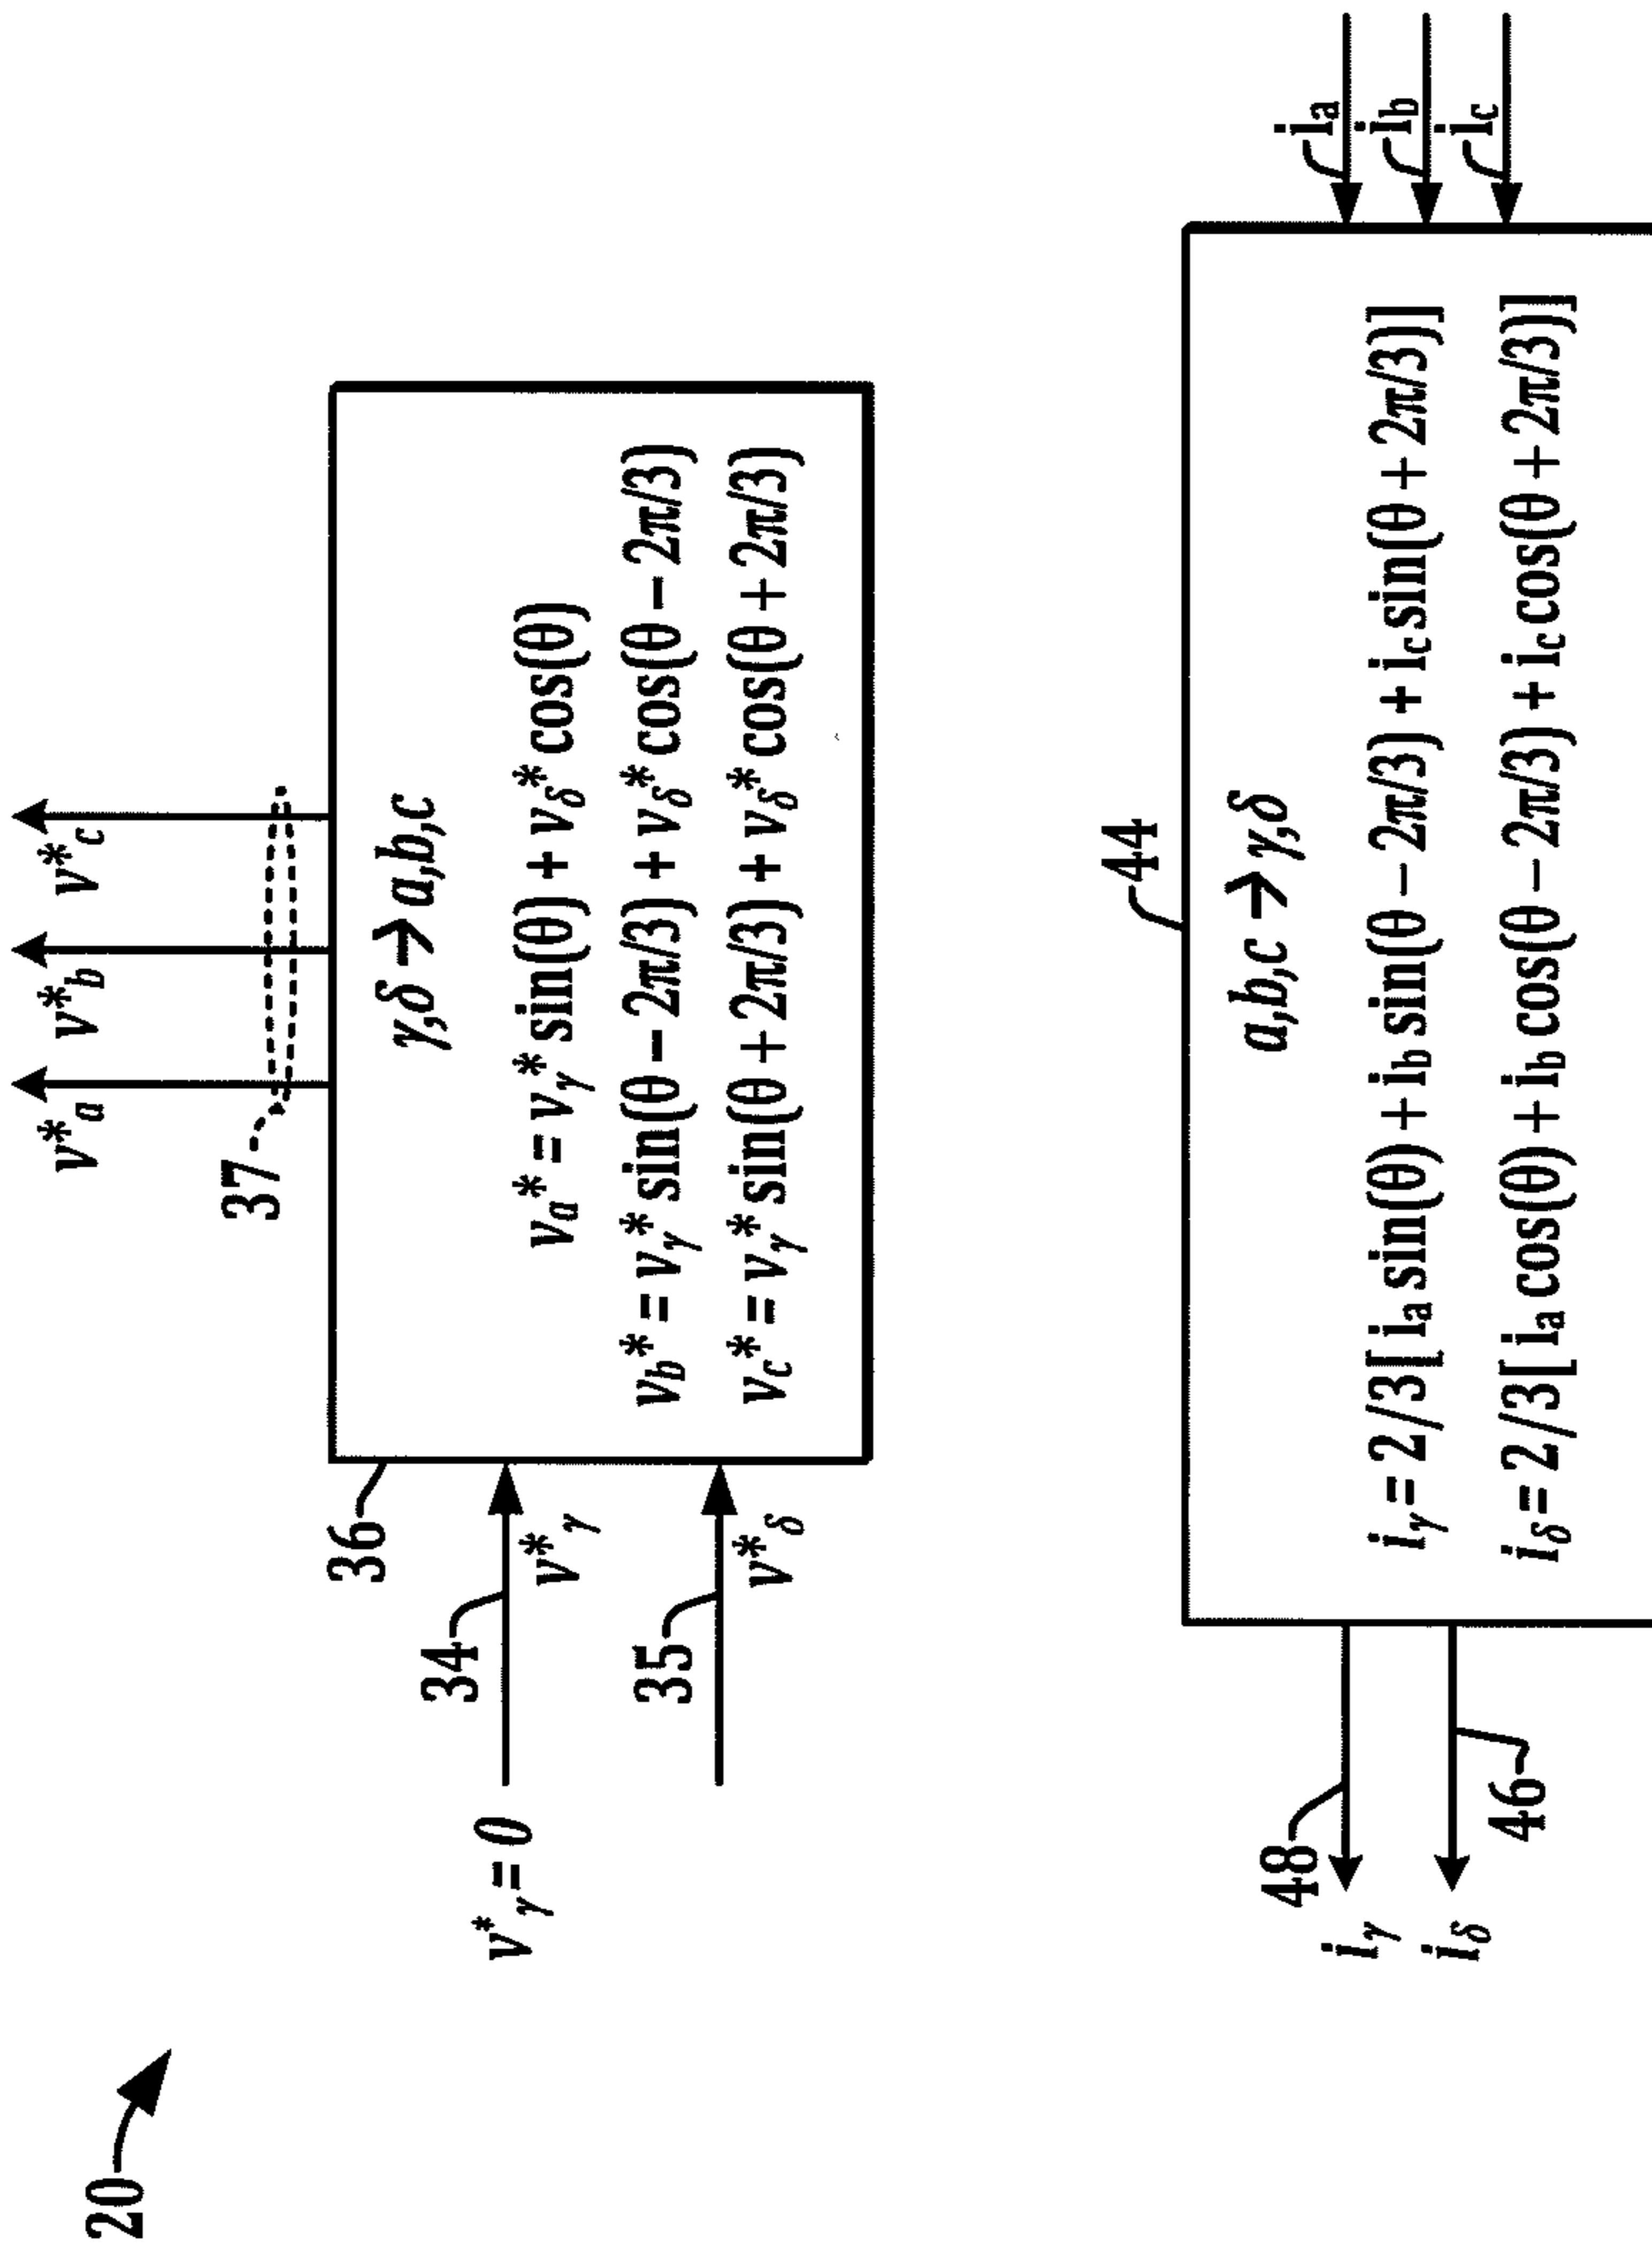 20
v*a
v*b
v*c
37
36
γ,δ → a,b,c
va* = vγ* sin(θ) + vδ* cos(θ)
vb* = vγ* sin(θ − 2π/3) + vδ* cos(θ − 2π/3)
vc* = vγ* sin(θ + 2π/3) + vδ* cos(θ + 2π/3)
v*γ = 0
34
v*γ
35
v*δ
44
a,b,c → γ,δ
iγ = 2/3[ia sin(θ) + ib sin(θ − 2π/3) + ic sin(θ + 2π/3)]
iδ = 2/3[ia cos(θ) + ib cos(θ − 2π/3) + ic cos(θ + 2π/3)]
ia
ib
ic
48
iγ
iδ
46